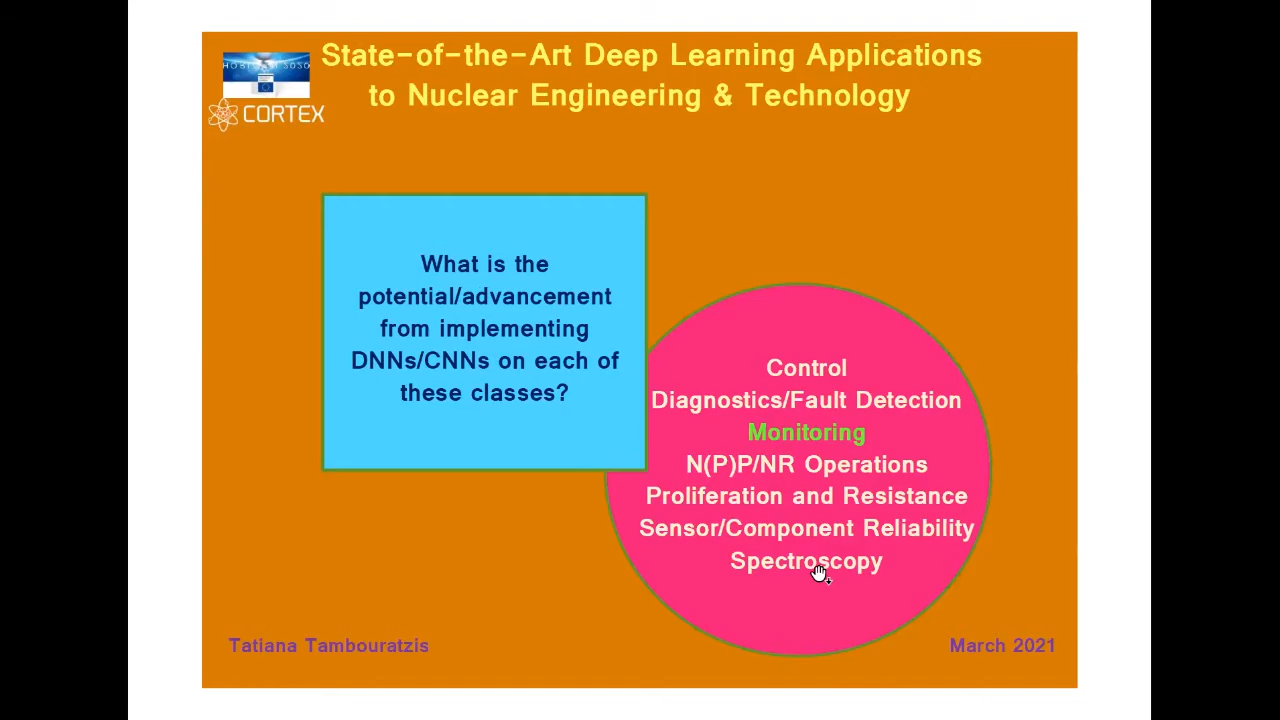 State-of-the-Art Deep Learning Applications
to Nuclear Engineering & Technology
HORIZON 2020
CORTEX
What is the
potential/advancement
from implementing
DNNs/CNNs on each of
these classes?
Control
Diagnostics/Fault Detection
Monitoring
N(P)P/NR Operations
Proliferation and Resistance
Sensor/Component Reliability
Spectroscopy
Tatiana Tambouratzis
March 2021